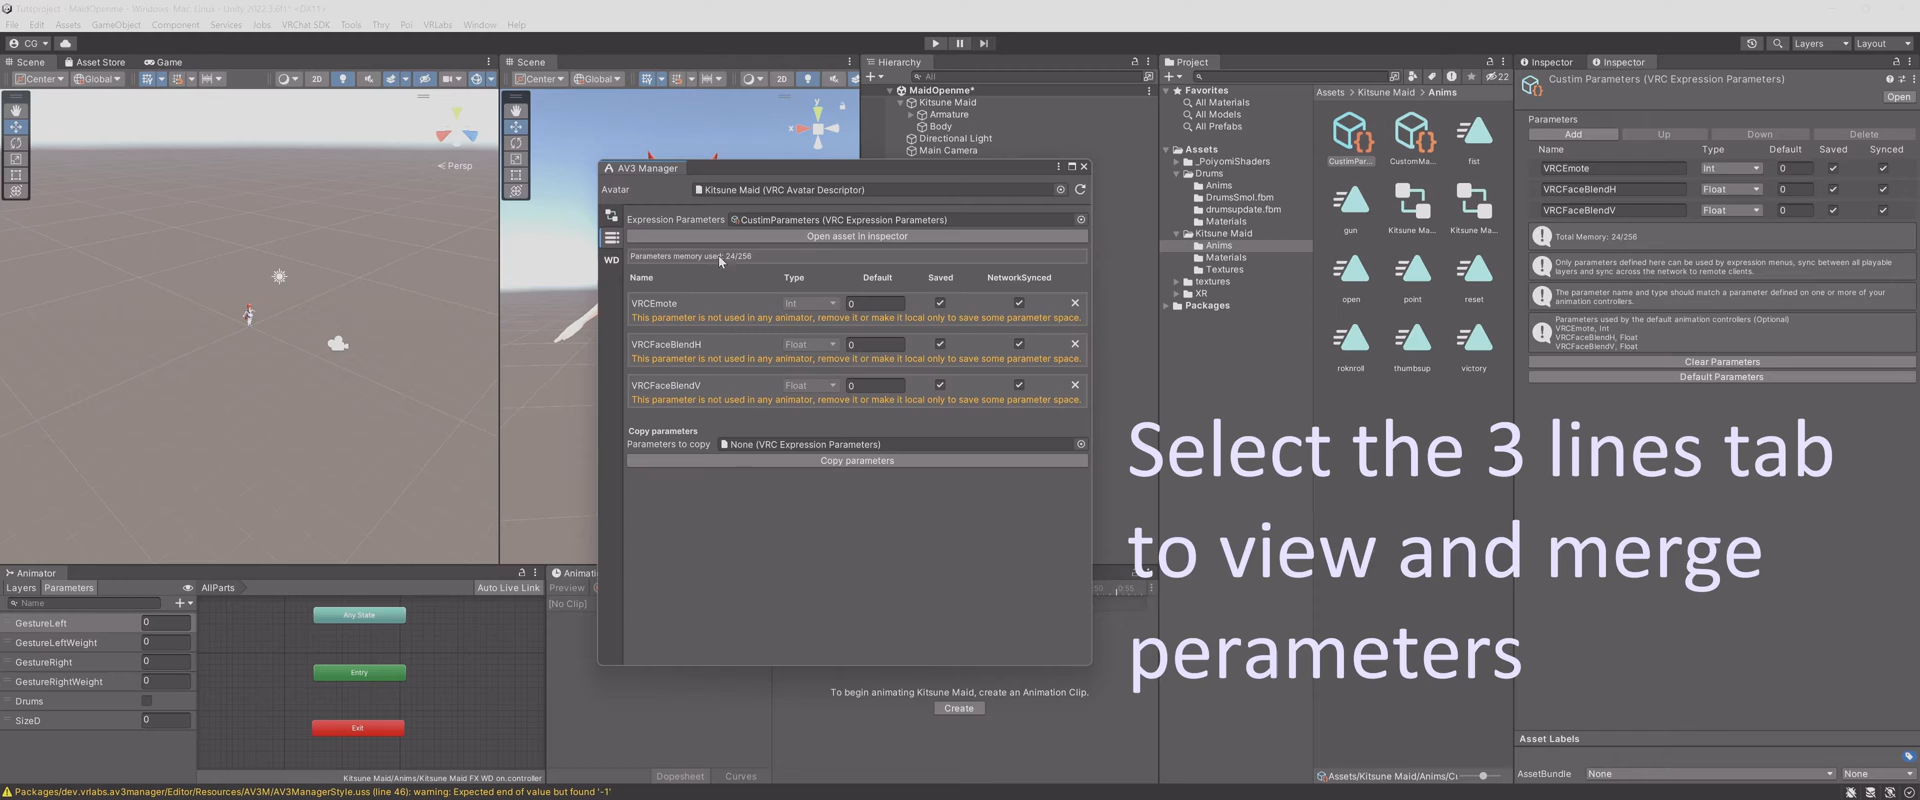 Tutsproject - MaidOpenme - Windows, Mac, Linux - Unity 2022.3.6f1* <DX11>
File Edit Assets GameObject Component Services Jobs VRChat SDK Tools Thry Poi VRLabs Window Help
CG
Layers
Layout
Scene
Asset Store
Game
Center
Global
2D
Persp
Scene
Center
Global
2D
y
x
Hierarchy
All
MaidOpenme*
Kitsune Maid
Armature
Body
Directional Light
Main Camera
Project
22
Favorites
All Materials
All Models
All Prefabs
Assets
_PoiyomiShaders
Drums
Anims
DrumsSmol.fbm
drumsupdate.fbm
Materials
Kitsune Maid
Anims
Materials
Textures
textures
XR
Packages
Assets
Kitsune Maid
Anims
CustimPar...
CustomMa...
fist
gun
Kitsune Ma...
Kitsune Ma...
open
point
reset
roknroll
thumbsup
victory
Assets/Kitsune Maid/Anims/Cu
Inspector
Inspector
Custim Parameters (VRC Expression Parameters)
Open
Parameters
Add
Up
Down
Delete
Name Type Default Saved Synced
VRCEmote Int 0
VRCFaceBlendH Float 0
VRCFaceBlendV Float 0
Total Memory: 24/256
Only parameters defined here can be used by expression menus, sync between all playable
layers and sync across the network to remote clients.
The parameter name and type should match a parameter defined on one or more of your
animation controllers.
Parameters used by the default animation controllers (Optional)
VRCEmote, Int
VRCFaceBlendH, Float
VRCFaceBlendV, Float
Clear Parameters
Default Parameters
Asset Labels
AssetBundle
None
None
AV3 Manager
Avatar
Kitsune Maid (VRC Avatar Descriptor)
Expression Parameters
CustimParameters (VRC Expression Parameters)
Open asset in inspector
WD
Parameters memory used: 24/256
Name Type Default Saved NetworkSynced
VRCEmote Int 0
This parameter is not used in any animator, remove it or make it local only to save some parameter space.
VRCFaceBlendH Float 0
This parameter is not used in any animator, remove it or make it local only to save some parameter space.
VRCFaceBlendV Float 0
This parameter is not used in any animator, remove it or make it local only to save some parameter space.
Copy parameters
Parameters to copy
None (VRC Expression Parameters)
Copy parameters
Select the 3 lines tab
to view and merge
perameters
Animator
Layers
Parameters
AllParts
Auto Live Link
Name
GestureLeft 0
GestureLeftWeight 0
GestureRight 0
GestureRightWeight 0
Drums
SizeD 0
Any State
Entry
Exit
Kitsune Maid/Anims/Kitsune Maid FX WD on.controller
Animati
Preview
[No Clip]
:50
0:55
To begin animating Kitsune Maid, create an Animation Clip.
Create
Dopesheet
Curves
Packages/dev.vrlabs.av3manager/Editor/Resources/AV3M/AV3ManagerStyle.uss (line 46): warning: Expected end of value but found '-1'